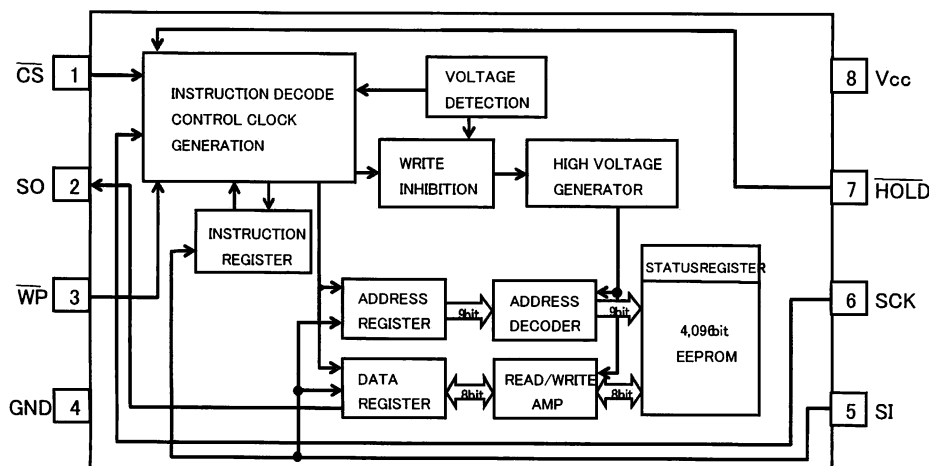 CS
1
INSTRUCTION DECODE
CONTROL CLOCK
GENERATION
VOLTAGE
DETECTION
8
Vcc
SO
2
WRITE
INHIBITION
HIGH VOLTAGE
GENERATOR
7
HOLD
INSTRUCTION
REGISTER
WP
3
ADDRESS
REGISTER
9bit
ADDRESS
DECODER
9bit
STATUSREGISTER
4,096bit
EEPROM
6
SCK
GND
4
DATA
REGISTER
8bit
READ/WRITE
AMP
8bit
5
SI